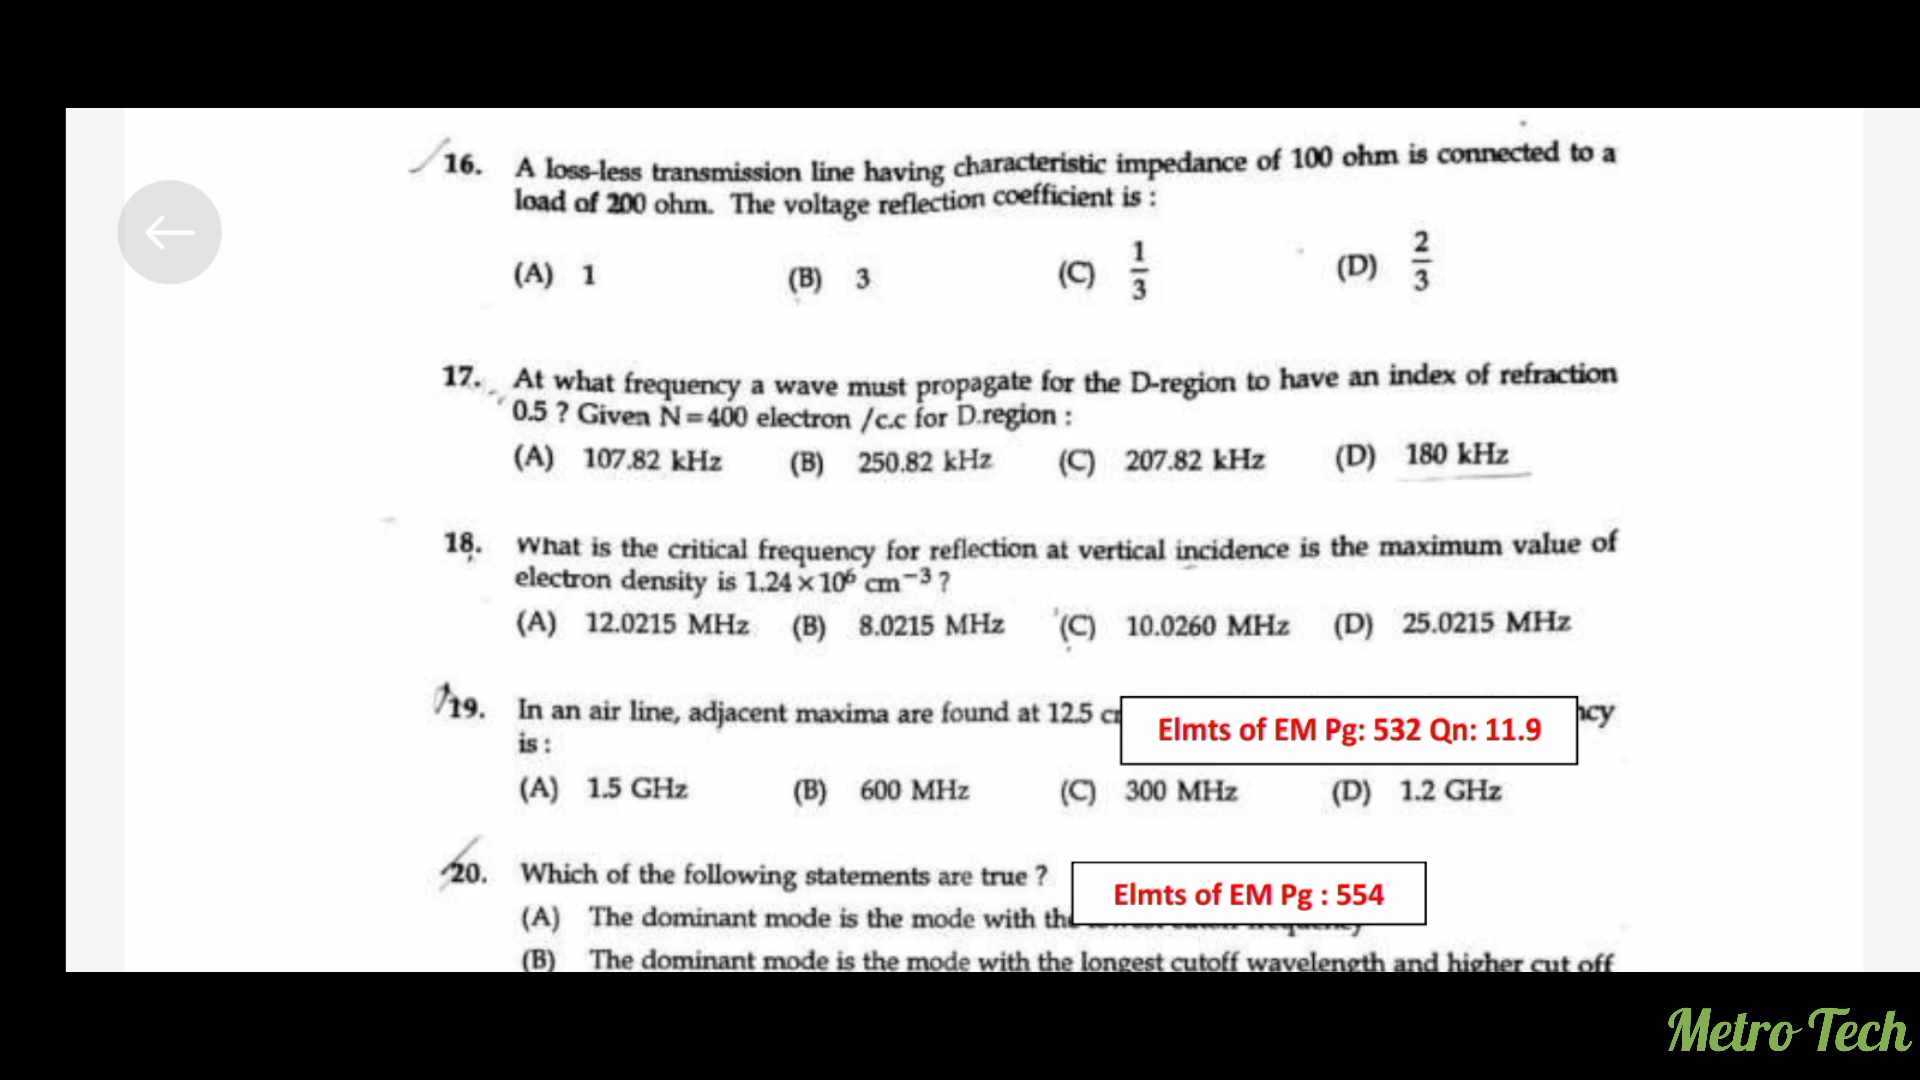 16. A loss-less transmission line having characteristic impedance of 100 ohm is connected to a
load of 200 ohm. The voltage reflection coefficient is :
(A) 1 (B) 3 (C) 1/3 (D) 2/3
17. At what frequency a wave must propagate for the D-region to have an index of refraction
0.5 ? Given N=400 electron /c.c for D.region :
(A) 107.82 kHz (B) 250.82 kHz (C) 207.82 kHz (D) 180 kHz
18. What is the critical frequency for reflection at vertical incidence is the maximum value of
electron density is 1.24×10⁶ cm⁻³ ?
(A) 12.0215 MHz (B) 8.0215 MHz (C) 10.0260 MHz (D) 25.0215 MHz
19. In an air line, adjacent maxima are found at 12.5
Elmts of EM Pg: 532 Qn: 11.9
is :
(A) 1.5 GHz (B) 600 MHz (C) 300 MHz (D) 1.2 GHz
20. Which of the following statements are true ?
Elmts of EM Pg : 554
(A) The dominant mode is the mode with
(B) The dominant mode is the mode with the longest cutoff wavelength and higher cut off
Metro Tech